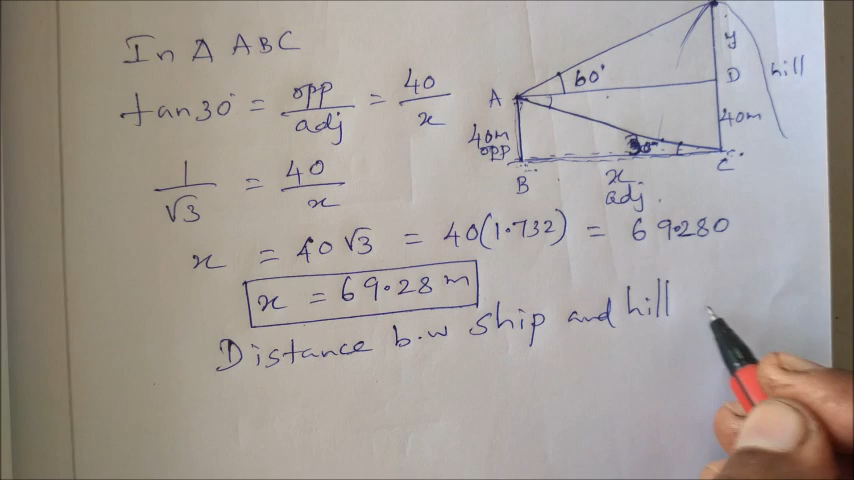 In Δ ABC
tan30° = opp/adj = 40/x
1/√3 = 40/x
x = 40√3 = 40(1.732) = 69.280
x = 69.28 m
Distance b.w ship and hill
y
60°
D
hill
A
40m
40m
opp
30°
B
x
C
adj.